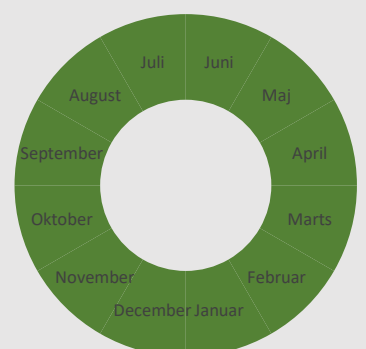 Juli
Juni
August
Maj
September
April
Oktober
Marts
November
Februar
December
Januar